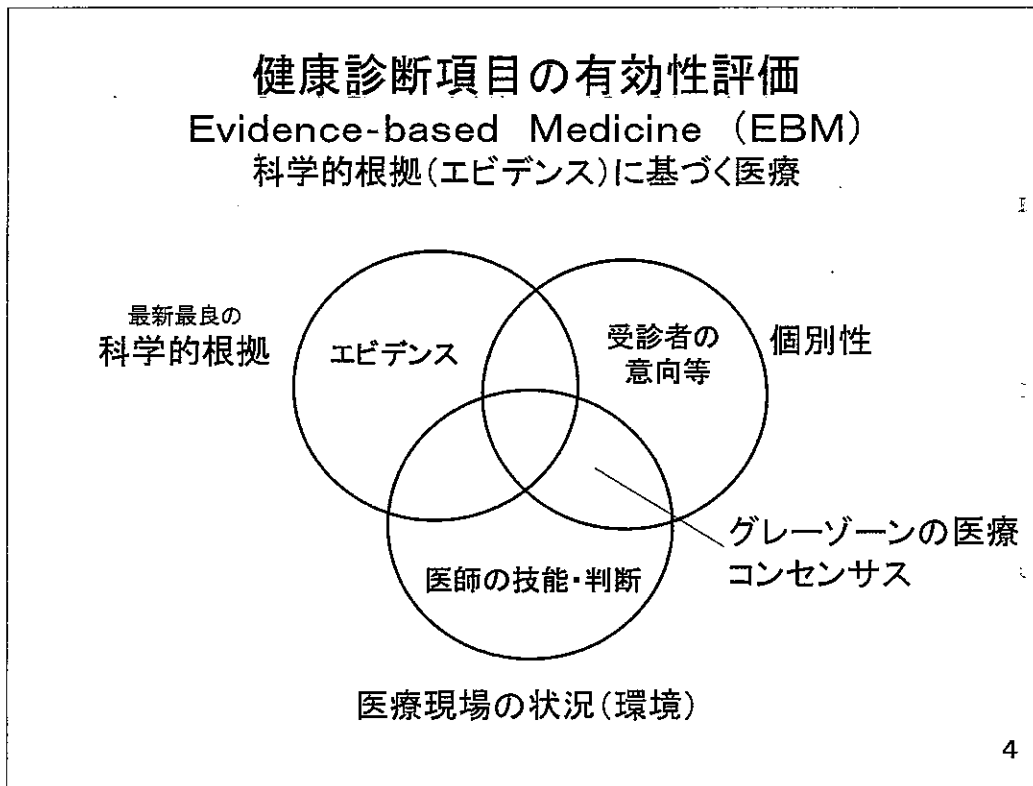 健康診断項目の有効性評価
Evidence-based Medicine (EBM)
科学的根拠(エビデンス)に基づく医療
最新最良の
科学的根拠
エビデンス
受診者の
意向等
個別性
グレーゾーンの医療
コンセンサス
医師の技能・判断
医療現場の状況(環境)
4